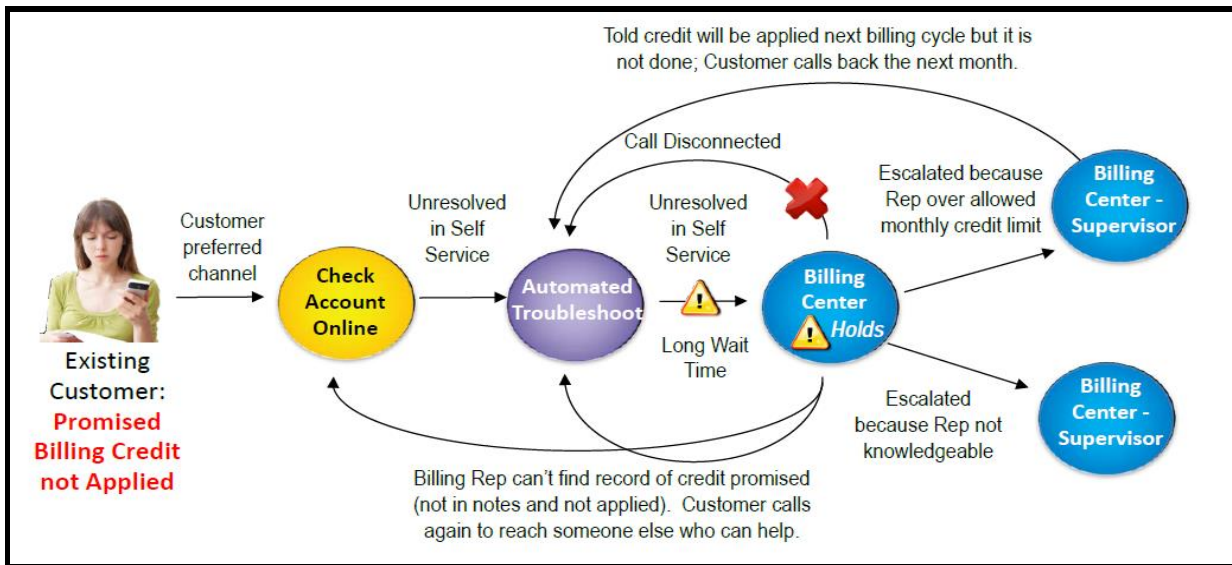 Told credit will be applied next billing cycle but it is
not done; Customer calls back the next month.
Call Disconnected
Customer
preferred
channel
Unresolved
in Self
Service
Unresolved
in Self
Service
Escalated because
Rep over allowed
monthly credit limit
Billing
Center -
Supervisor
Check
Account
Online
Automated
Troubleshoot
Billing
Center
Holds
Long Wait
Time
Existing
Customer:
Promised
Billing Credit
not Applied
Escalated
because Rep not
knowledgeable
Billing
Center -
Supervisor
Billing Rep can't find record of credit promised
(not in notes and not applied). Customer calls
again to reach someone else who can help.